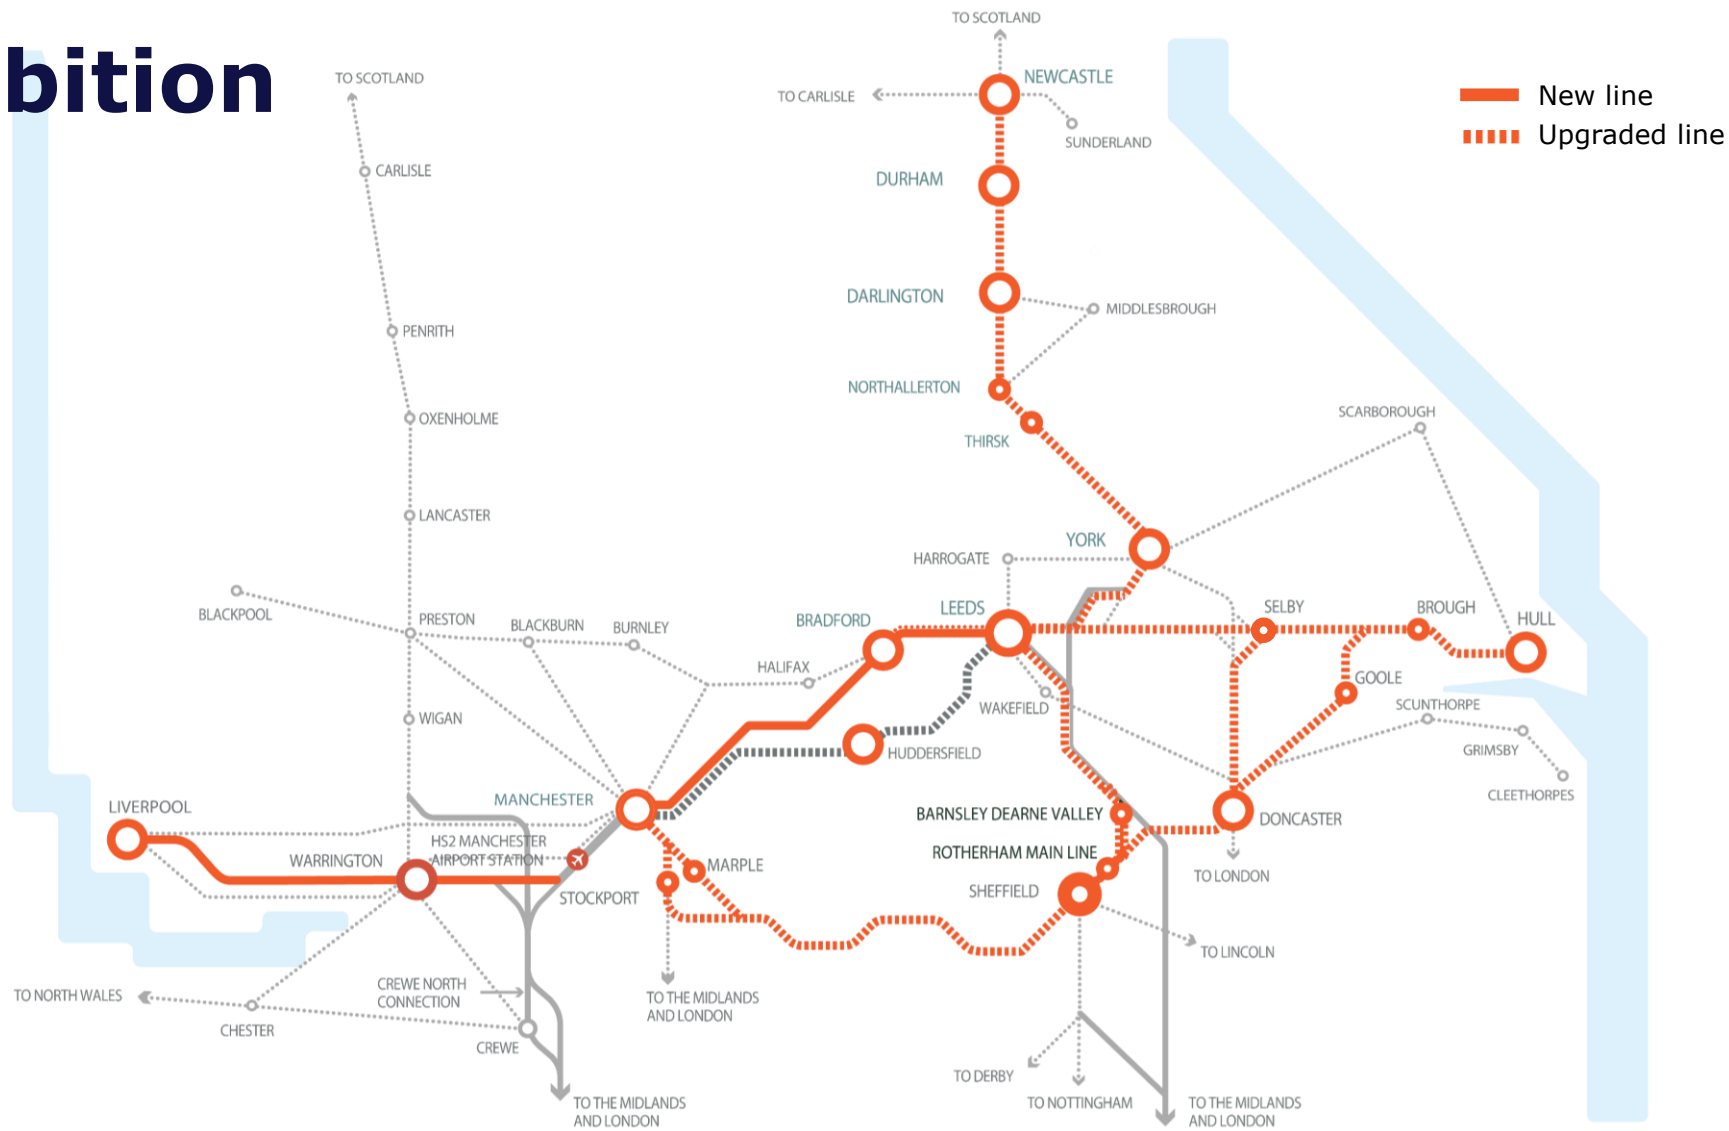 bition
TO SCOTLAND
TO SCOTLAND
NEWCASTLE
TO CARLISLE
SUNDERLAND
New line
Upgraded line
CARLISLE
DURHAM
DARLINGTON
MIDDLESBROUGH
PENRITH
NORTHALLERTON
THIRSK
OXENHOLME
SCARBOROUGH
LANCASTER
YORK
HARROGATE
BLACKPOOL
PRESTON
BLACKBURN
BURNLEY
BRADFORD
LEEDS
SELBY
BROUGH
HULL
HALIFAX
GOOLE
WIGAN
WAKEFIELD
SCUNTHORPE
HUDDERSFIELD
GRIMSBY
CLEETHORPES
LIVERPOOL
MANCHESTER
BARNSLEY DEARNE VALLEY
DONCASTER
HS2 MANCHESTER
AIRPORT STATION
WARRINGTON
MARPLE
ROTHERHAM MAIN LINE
STOCKPORT
SHEFFIELD
TO LONDON
TO LINCOLN
TO NORTH WALES
CREWE NORTH
CONNECTION
TO THE MIDLANDS
AND LONDON
CHESTER
CREWE
TO DERBY
TO NOTTINGHAM
TO THE MIDLANDS
AND LONDON
TO THE MIDLANDS
AND LONDON